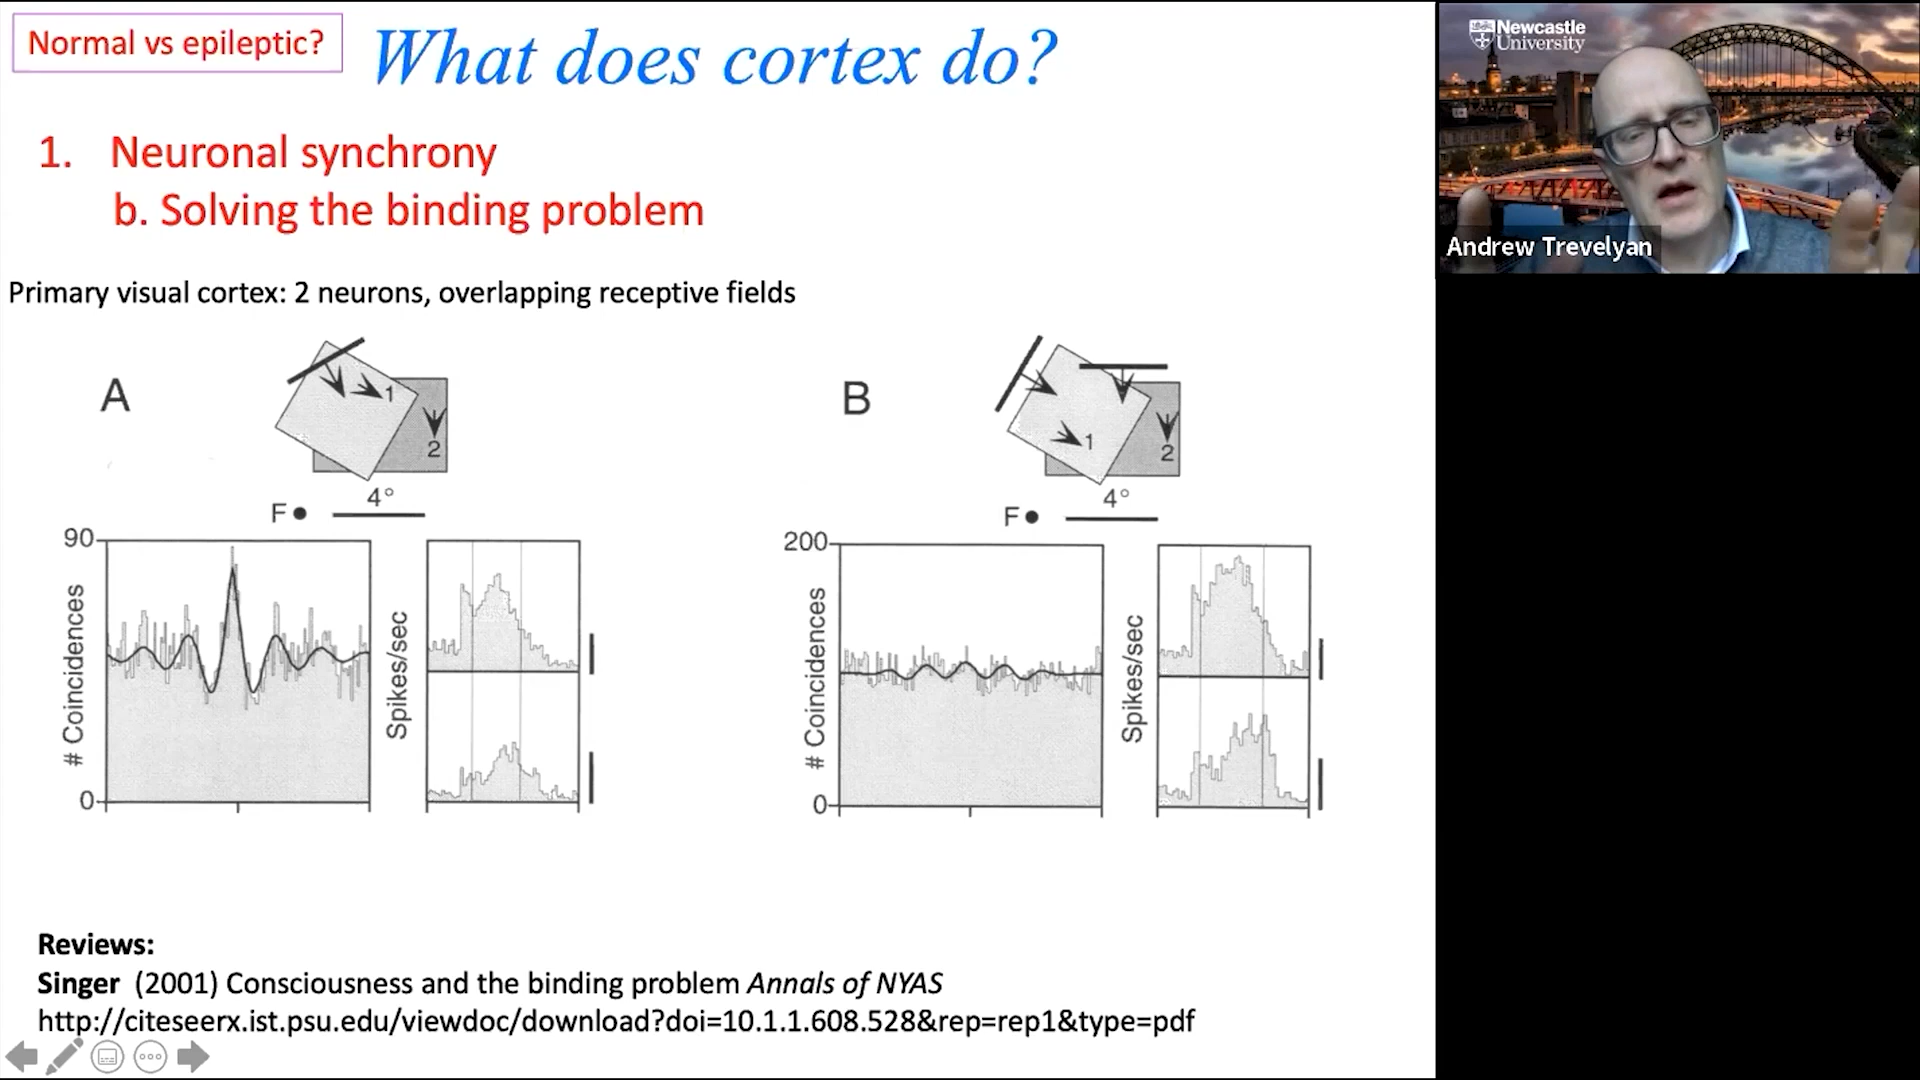 Normal vs epileptic?
What does cortex do?
1. Neuronal synchrony
b. Solving the binding problem
Primary visual cortex: 2 neurons, overlapping receptive fields
A
1
2
4°
F
90
# Coincidences
0
Spikes/sec
B
1
2
4°
F
200
# Coincidences
0
Spikes/sec
Reviews:
Singer (2001) Consciousness and the binding problem Annals of NYAS
http://citeseerx.ist.psu.edu/viewdoc/download?doi=10.1.1.608.528&rep=rep1&type=pdf
Newcastle
University
Andrew Trevelyan